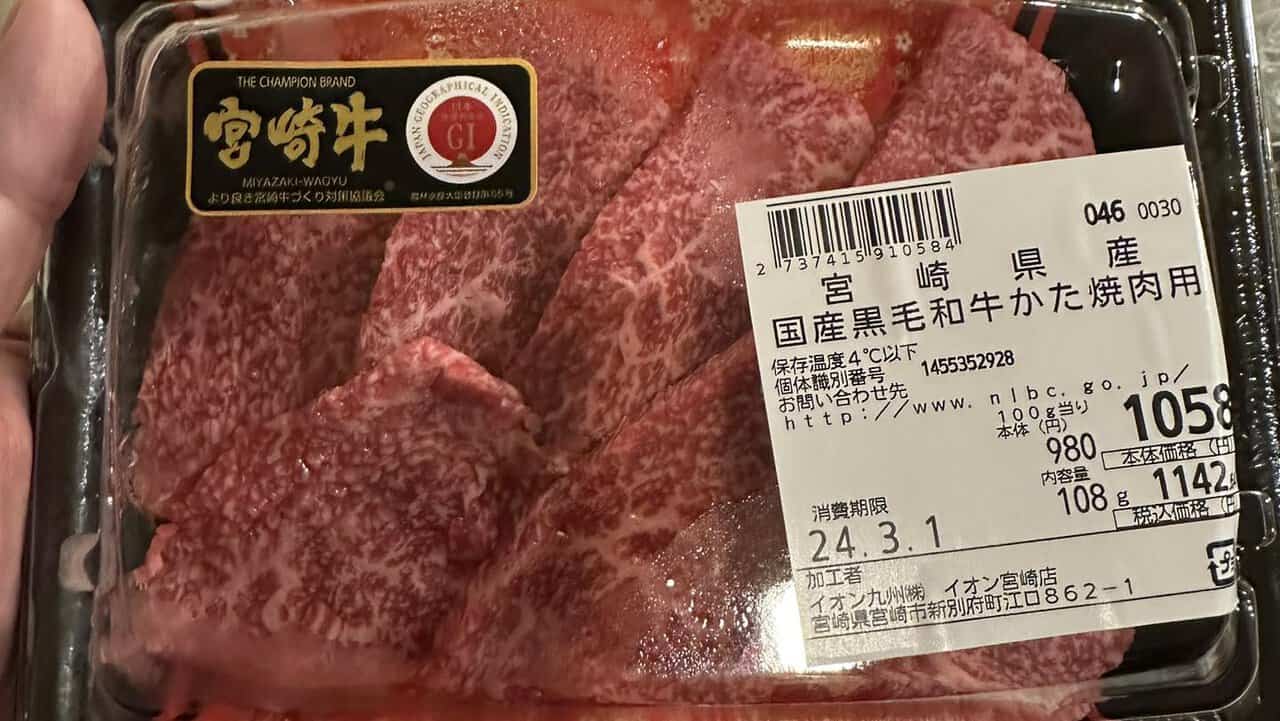 THE CHAMPION BRAND
宮崎牛
MIYAZAKI-WAGYU
より良き宮崎牛づくり対策協議会
JAPAN GEOGRAPHICAL INDICATION
GI
046 0030
2 737415 910584
宮崎県産
国産黒毛和牛かた焼肉用
保存温度4℃以下
個体識別番号 1455352928
お問い合わせ先
http://www.nlbc.go.jp/
100g当り
本体(円)
980
1058
本体価格(円)
内容量
108g
1142
税込価格(円)
消費期限
24.3.1
加工者
イオン九州㈱ イオン宮崎店
宮崎県宮崎市新別府町江口862-1